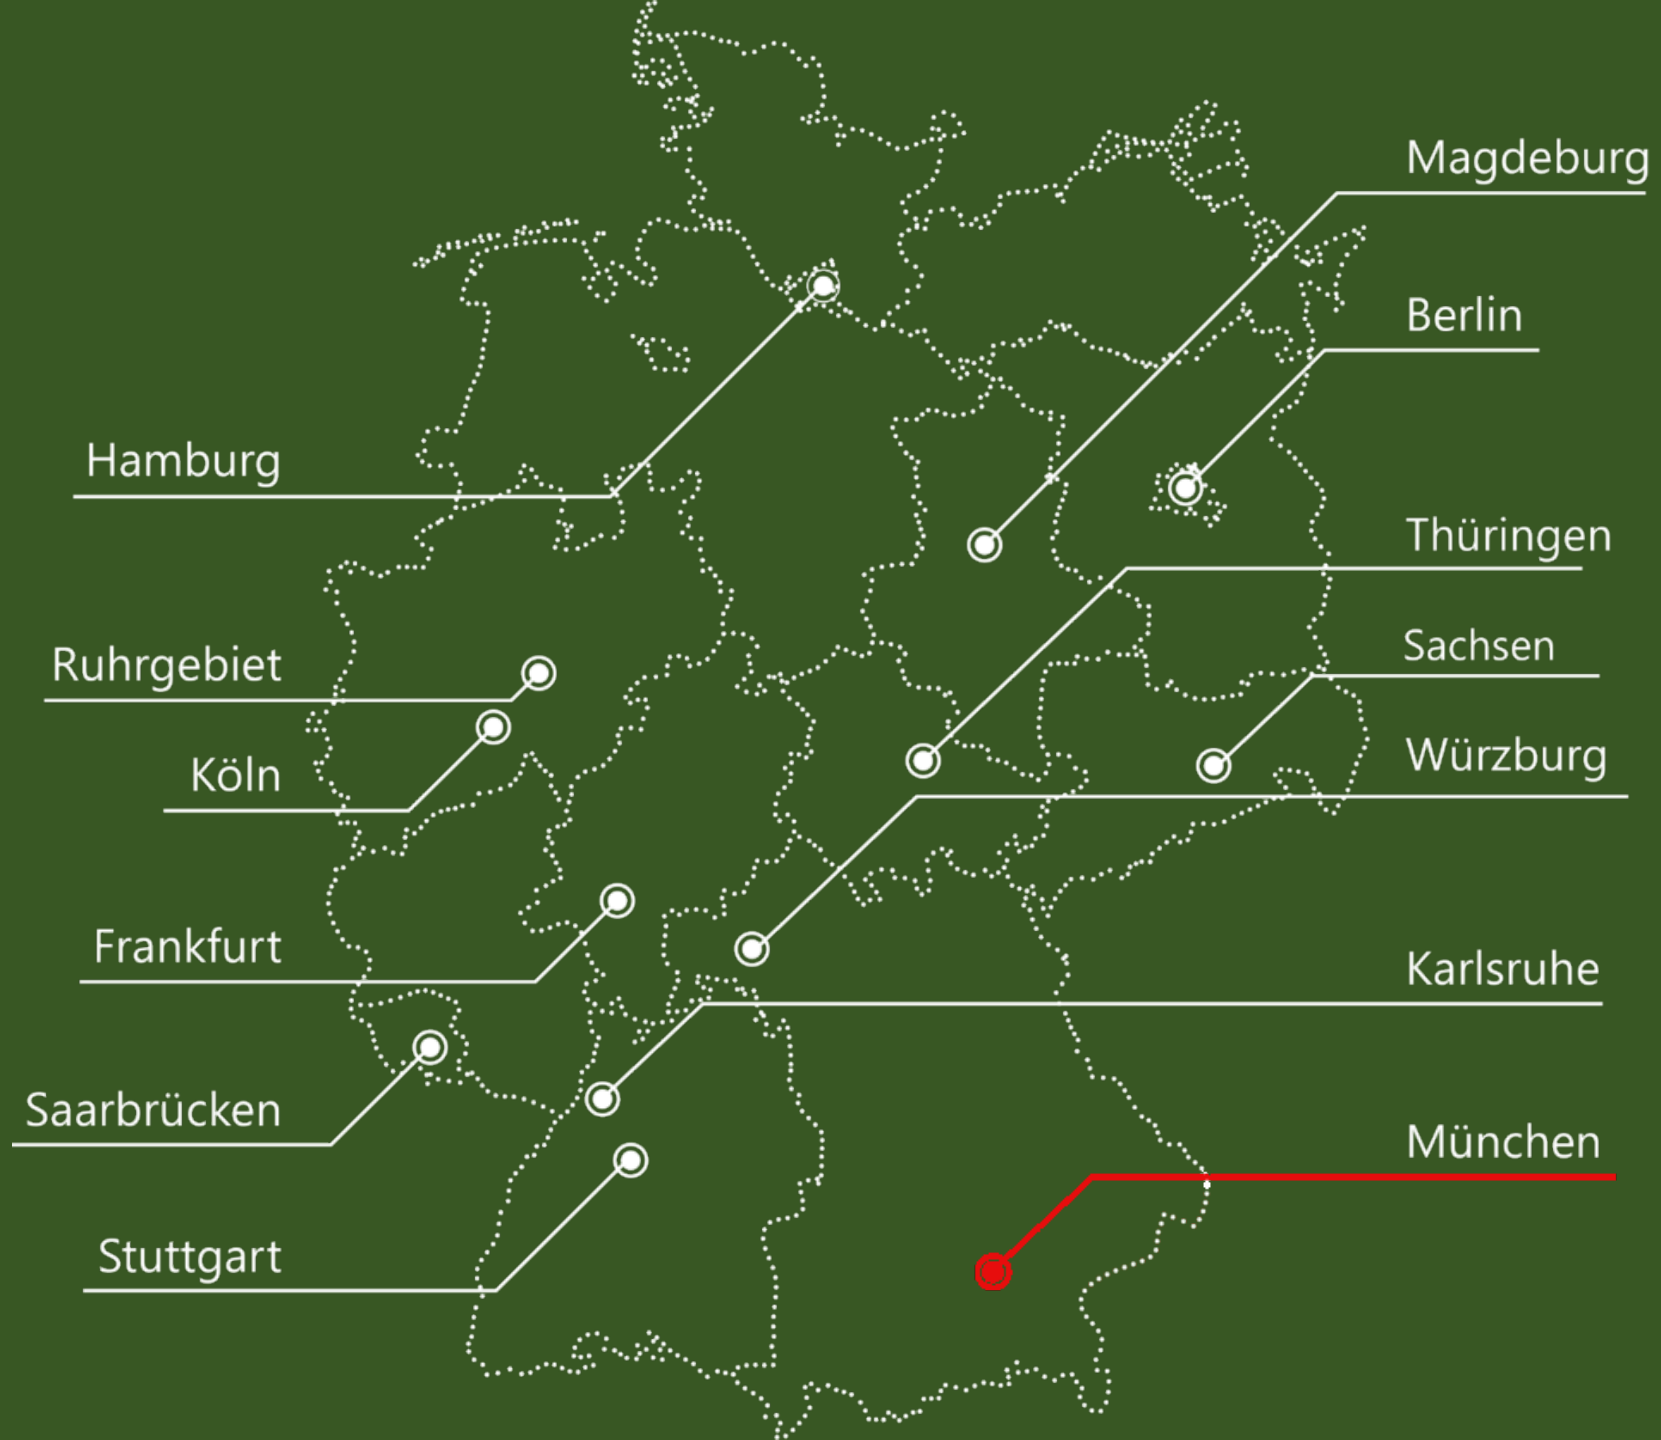 Magdeburg
Berlin
Hamburg
Thüringen
Ruhrgebiet
Sachsen
Köln
Würzburg
Frankfurt
Karlsruhe
Saarbrücken
München
Stuttgart